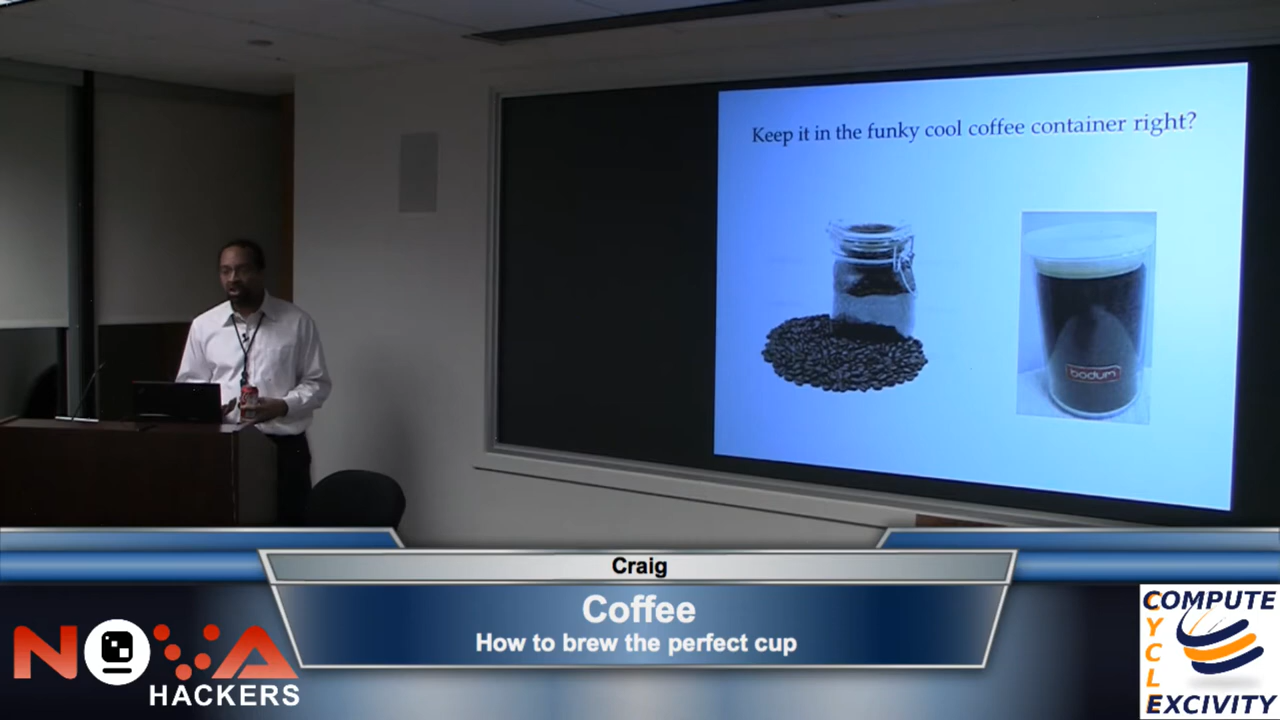 Keep it in the funky cool coffee container right?
bodum
Craig
Coffee
How to brew the perfect cup
NOVA
HACKERS
COMPUTE
CYCLE
EXCIVITY